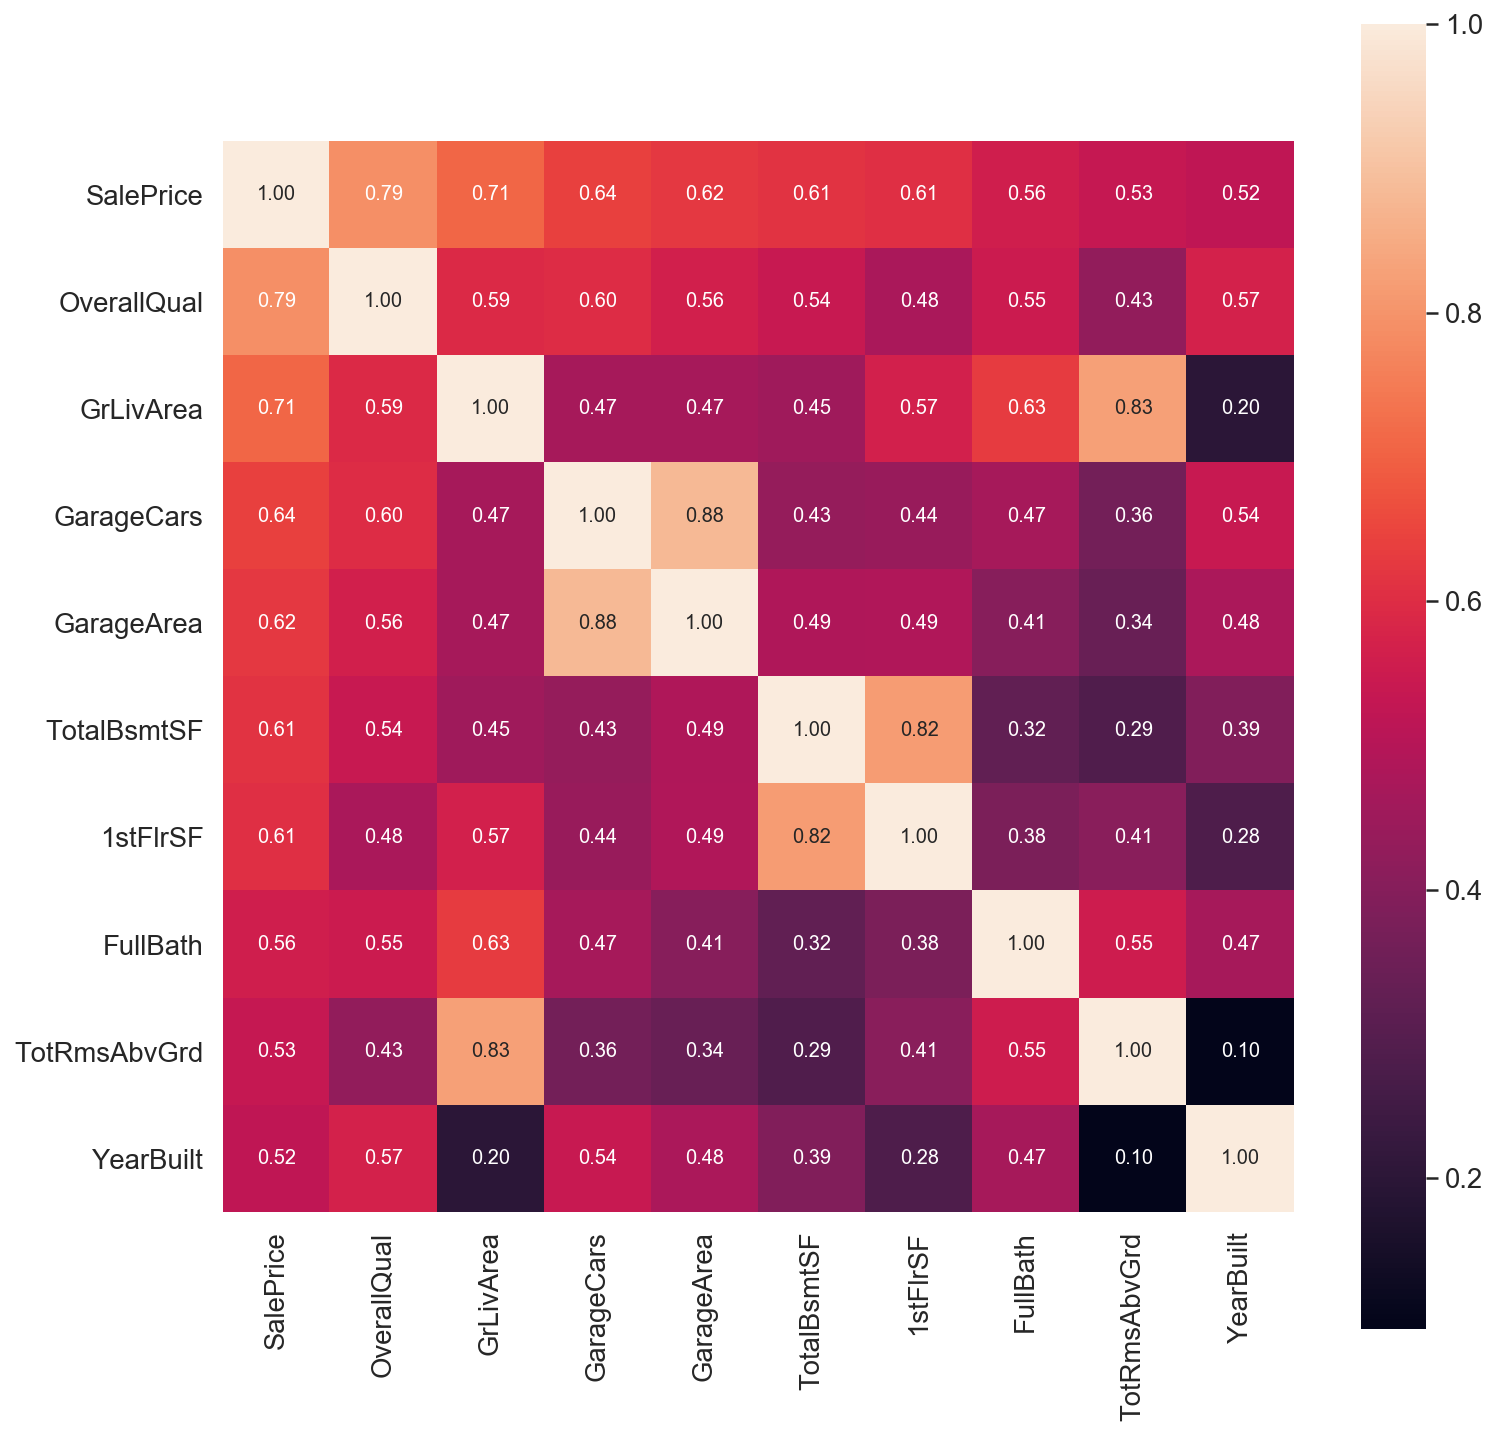 1.0
SalePrice 1.00 0.79 0.71 0.64 0.62 0.61 0.61 0.56 0.53 0.52
OverallQual 0.79 1.00 0.59 0.60 0.56 0.54 0.48 0.55 0.43 0.57
0.8
GrLivArea 0.71 0.59 1.00 0.47 0.47 0.45 0.57 0.63 0.83 0.20
GarageCars 0.64 0.60 0.47 1.00 0.88 0.43 0.44 0.47 0.36 0.54
0.6
GarageArea 0.62 0.56 0.47 0.88 1.00 0.49 0.49 0.41 0.34 0.48
TotalBsmtSF 0.61 0.54 0.45 0.43 0.49 1.00 0.82 0.32 0.29 0.39
1stFlrSF 0.61 0.48 0.57 0.44 0.49 0.82 1.00 0.38 0.41 0.28
0.4
FullBath 0.56 0.55 0.63 0.47 0.41 0.32 0.38 1.00 0.55 0.47
TotRmsAbvGrd 0.53 0.43 0.83 0.36 0.34 0.29 0.41 0.55 1.00 0.10
YearBuilt 0.52 0.57 0.20 0.54 0.48 0.39 0.28 0.47 0.10 1.00
0.2
SalePrice
OverallQual
GrLivArea
GarageCars
GarageArea
TotalBsmtSF
1stFlrSF
FullBath
TotRmsAbvGrd
YearBuilt